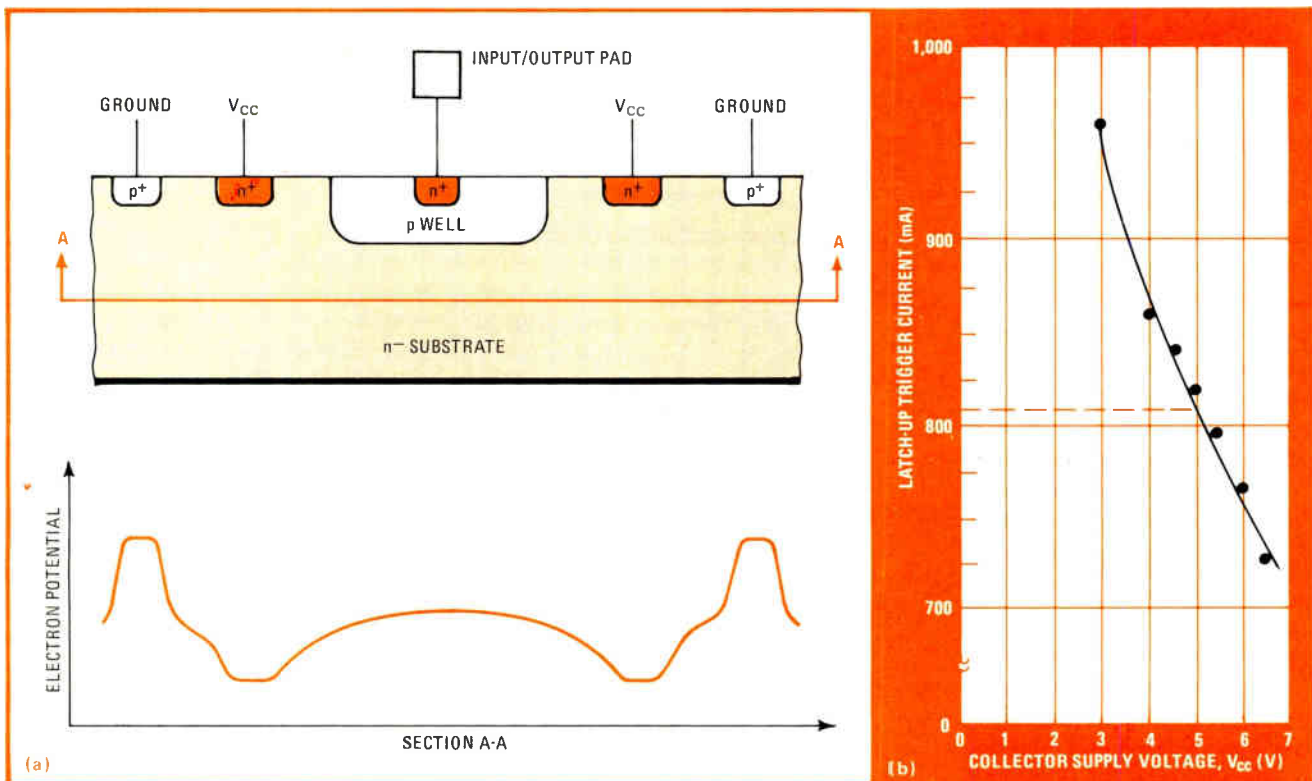 INPUT/OUTPUT PAD
GROUND
VCC
VCC
GROUND
p+
n+
n+
n+
p+
p WELL
A
A
n− SUBSTRATE
ELECTRON POTENTIAL
SECTION A-A
(a)
LATCH-UP TRIGGER CURRENT (mA)
1,000
900
800
700
0
0 1 2 3 4 5 6 7
COLLECTOR SUPPLY VOLTAGE, VCC (V)
(b)